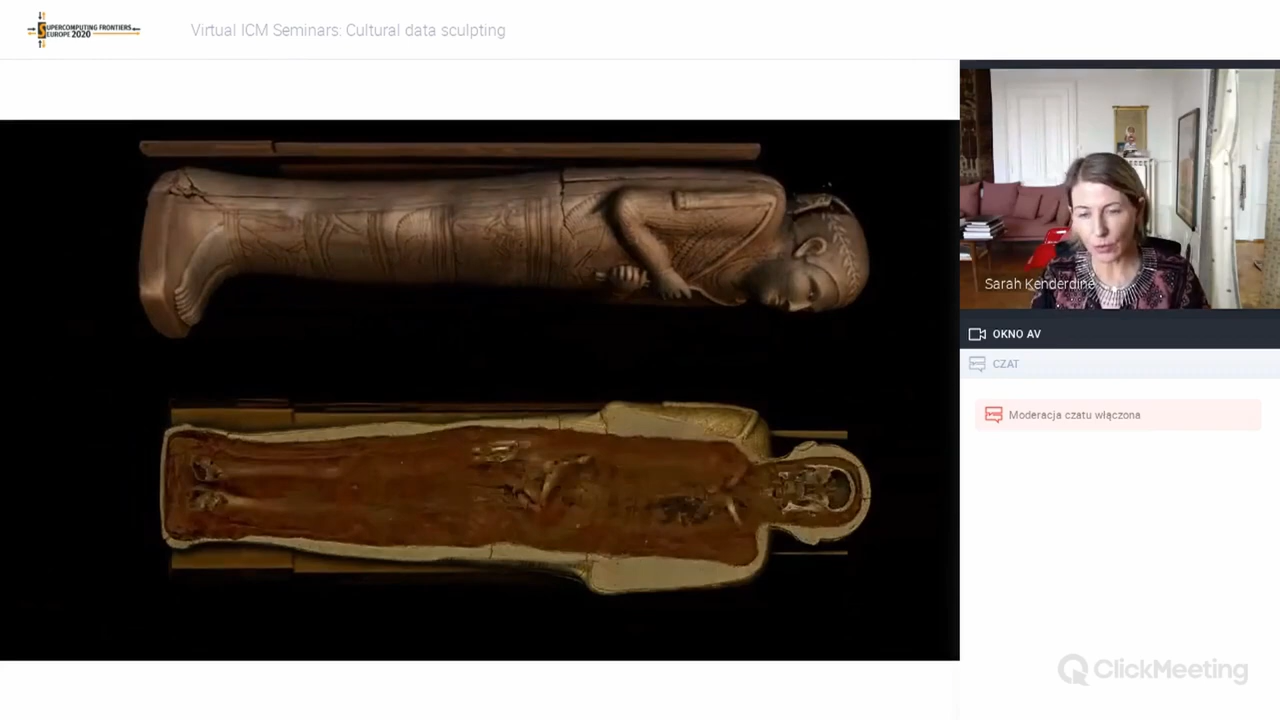 SUPERCOMPUTING FRONTIERS
EUROPE 2020
Virtual ICM Seminars: Cultural data sculpting
Sarah Kenderdine
OKNO AV
CZAT
Moderacja czatu włączona
ClickMeeting